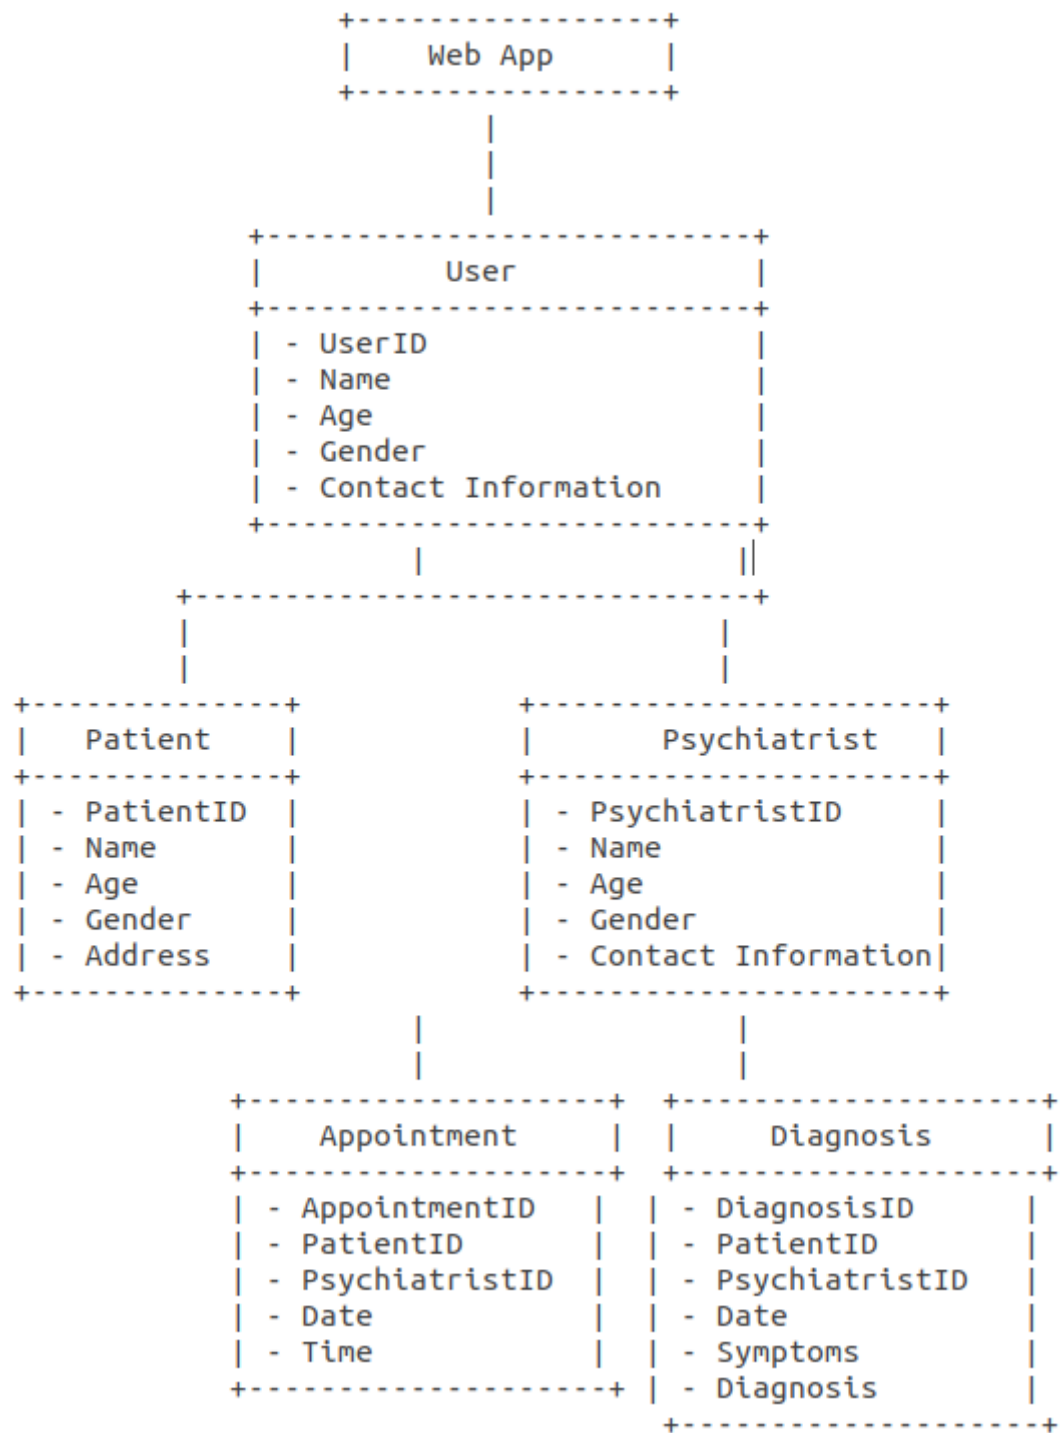 Web App
User
- UserID
- Name
- Age
- Gender
- Contact Information
Patient
- PatientID
- Name
- Age
- Gender
- Address
Psychiatrist
- PsychiatristID
- Name
- Age
- Gender
- Contact Information
Appointment
- AppointmentID
- PatientID
- PsychiatristID
- Date
- Time
Diagnosis
- DiagnosisID
- PatientID
- PsychiatristID
- Date
- Symptoms
- Diagnosis